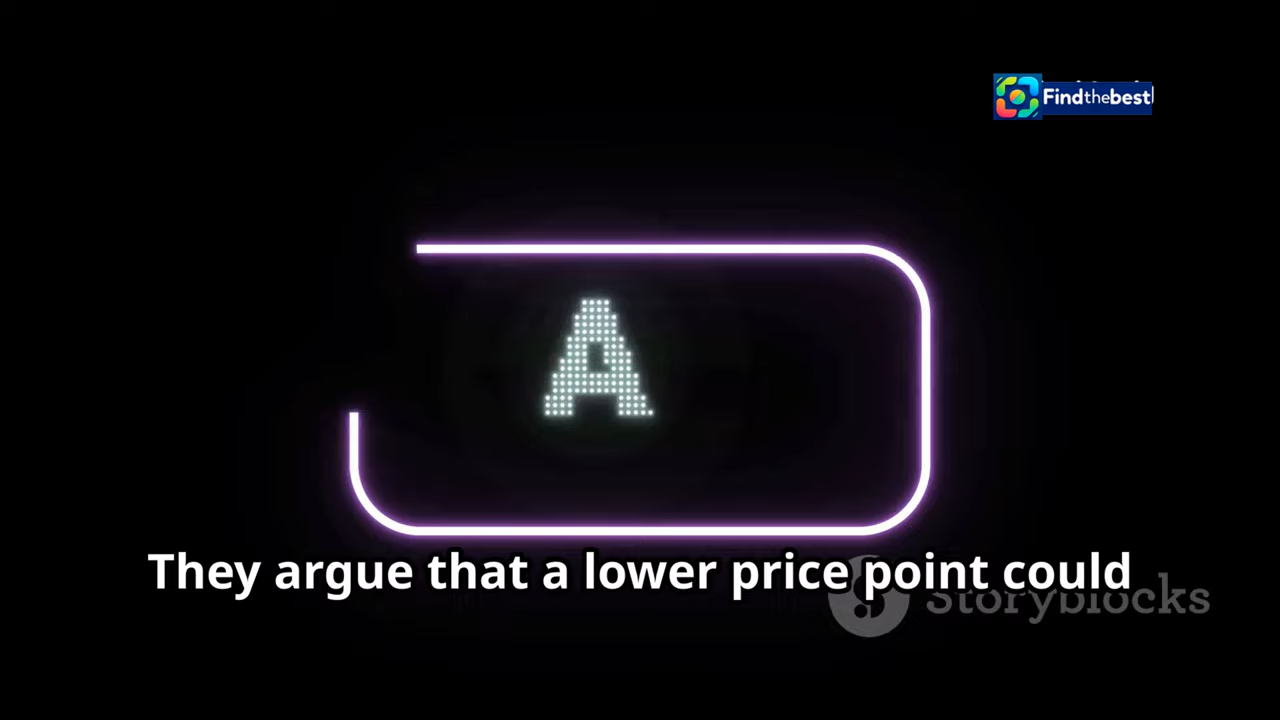 Findthebest
A
They argue that a lower price point could
Storyblocks